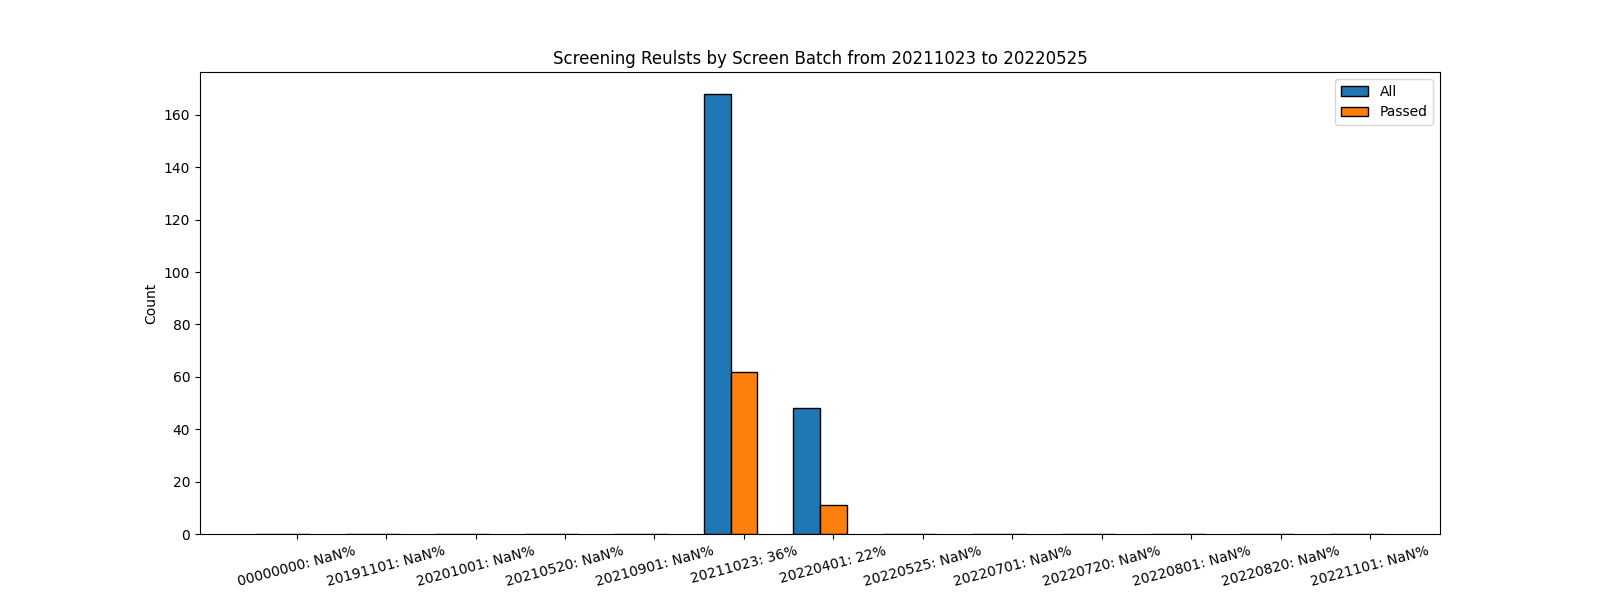 Screening Reulsts by Screen Batch from 20211023 to 20220525
All
Passed
Count
160
140
120
100
80
60
40
20
0
00000000: NaN%
20191101: NaN%
20201001: NaN%
20210520: NaN%
20210901: NaN%
20211023: 36%
20220401: 22%
20220525: NaN%
20220701: NaN%
20220720: NaN%
20220801: NaN%
20220820: NaN%
20221101: NaN%